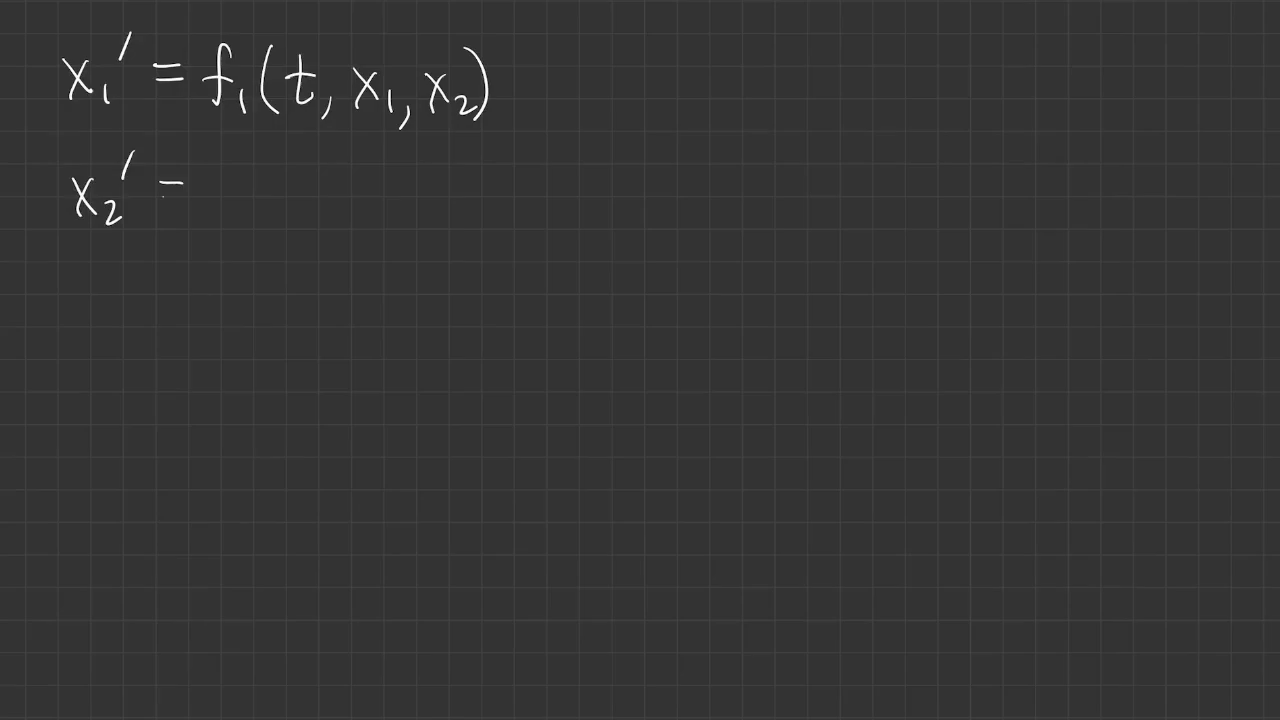 x₁' = f₁(t, x₁, x₂)
x₂' =